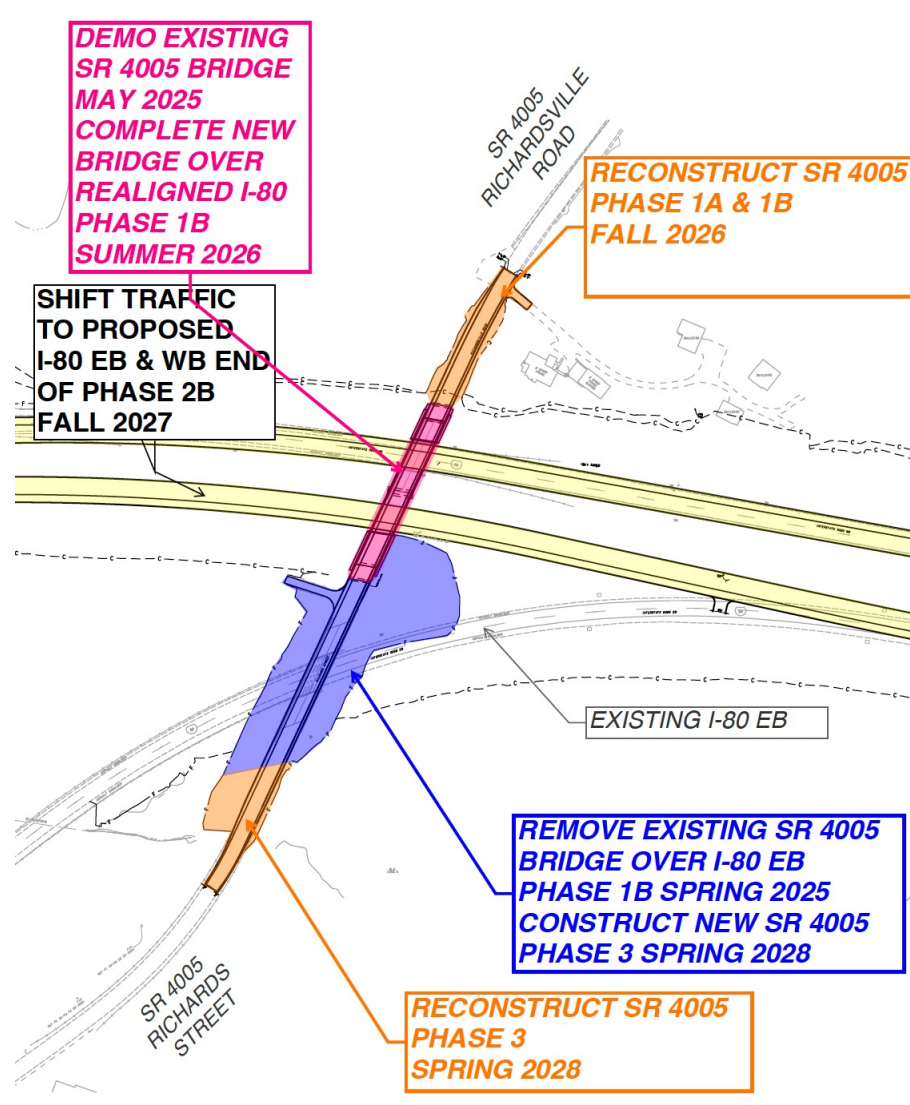 DEMO EXISTING
SR 4005 BRIDGE
MAY 2025
COMPLETE NEW
BRIDGE OVER
REALIGNED I-80
PHASE 1B
SUMMER 2026
SR 4005
RICHARDSVILLE
ROAD
RECONSTRUCT SR 4005
PHASE 1A & 1B
FALL 2026
SHIFT TRAFFIC
TO PROPOSED
I-80 EB & WB END
OF PHASE 2B
FALL 2027
EXISTING I-80 EB
REMOVE EXISTING SR 4005
BRIDGE OVER I-80 EB
PHASE 1B SPRING 2025
CONSTRUCT NEW SR 4005
PHASE 3 SPRING 2028
SR 4005
RICHARDS
STREET
RECONSTRUCT SR 4005
PHASE 3
SPRING 2028